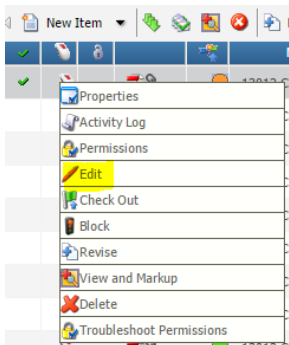 New Item
Properties
Activity Log
Permissions
Edit
Check Out
Block
Revise
View and Markup
Delete
Troubleshoot Permissions